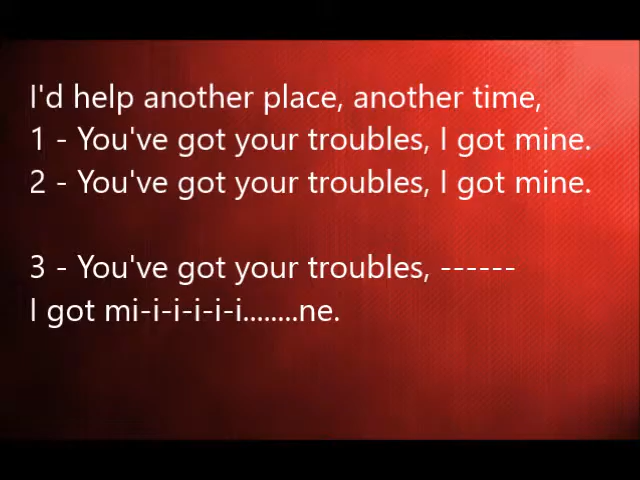 I'd help another place, another time,
1 - You've got your troubles, I got mine.
2 - You've got your troubles, I got mine.
3 - You've got your troubles, ------
I got mi-i-i-i-i-i........ne.